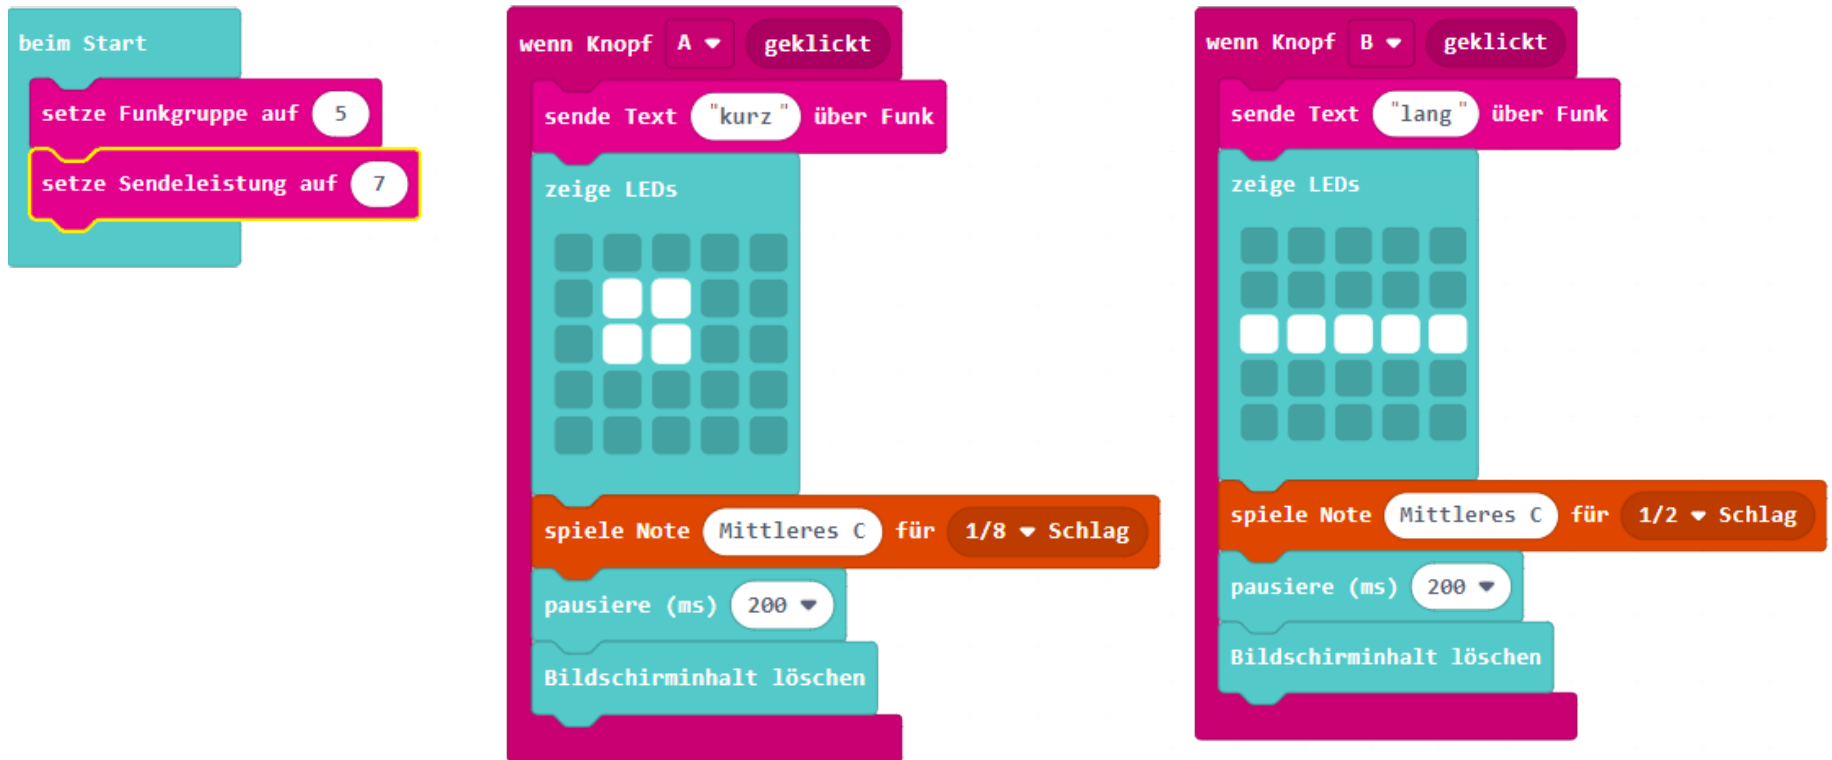 beim Start
setze Funkgruppe auf 5
setze Sendeleistung auf 7
wenn Knopf A geklickt
sende Text "kurz" über Funk
zeige LEDs
spiele Note Mittleres C für 1/8 Schlag
pausiere (ms) 200
Bildschirminhalt löschen
wenn Knopf B geklickt
sende Text "lang" über Funk
zeige LEDs
spiele Note Mittleres C für 1/2 Schlag
pausiere (ms) 200
Bildschirminhalt löschen